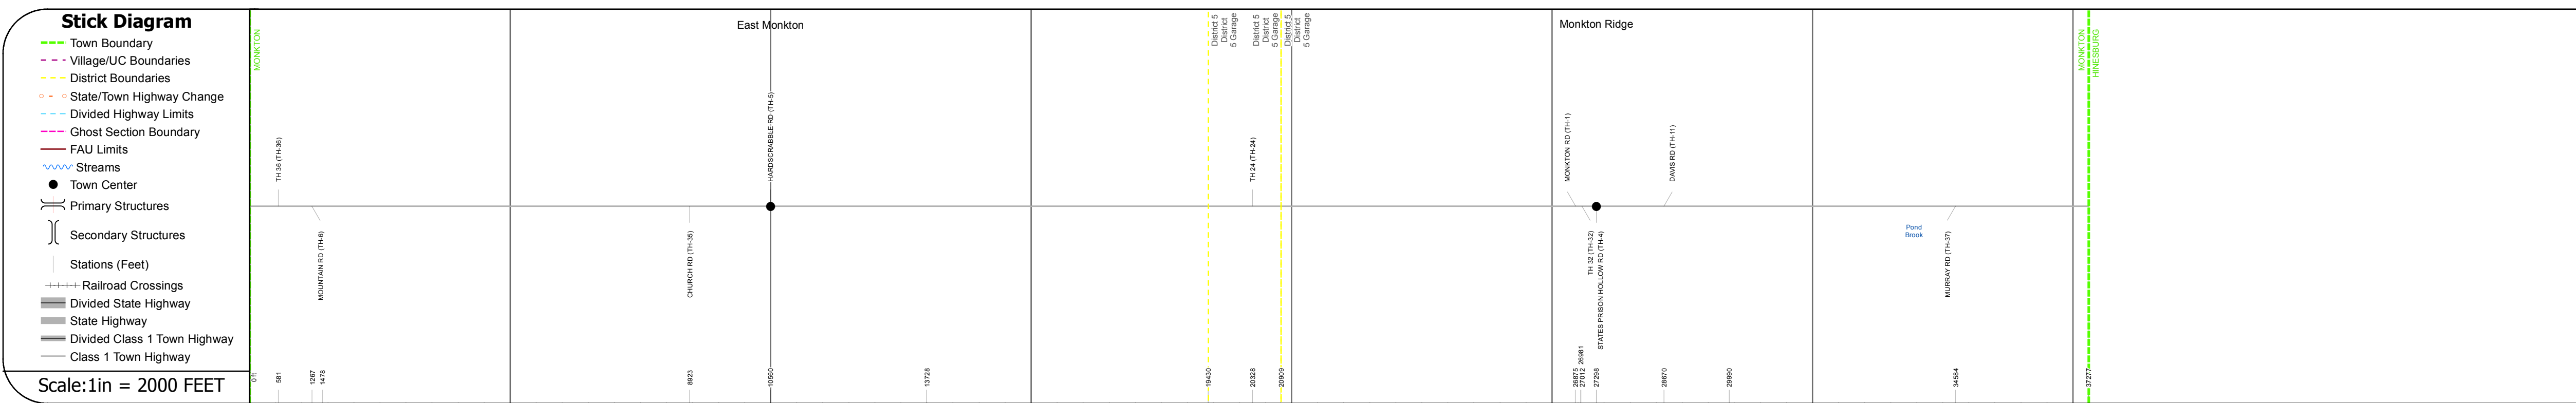 Stick Diagram
Town Boundary
Village/UC Boundaries
District Boundaries
State/Town Highway Change
Divided Highway Limits
Ghost Section Boundary
FAU Limits
Streams
Town Center
Primary Structures
Secondary Structures
Stations (Feet)
Railroad Crossings
Divided State Highway
State Highway
Divided Class 1 Town Highway
Class 1 Town Highway
Scale:1in = 2000 FEET
MONKTON
East Monkton
District 5
District
5 Garage
District 5
District
5 Garage
District 5
District
5 Garage
Monkton Ridge
MONKTON
HINESBURG
TH 36 (TH-36)
MOUNTAIN RD (TH-6)
CHURCH RD (TH-35)
HARDSCRABBLE RD (TH-5)
TH 24 (TH-24)
MONKTON RD (TH-1)
TH 32 (TH-32)
STATES PRISON HOLLOW RD (TH-4)
DAVIS RD (TH-11)
Pond
Brook
MURRAY RD (TH-37)
0 ft
581
1267
1478
8923
10560
13728
19430
20328
20909
26875
27012
26981
27298
28670
29990
34584
37277